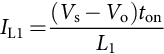 I_{L1} = \frac{(V_s - V_o) t_{on}}{L_1}